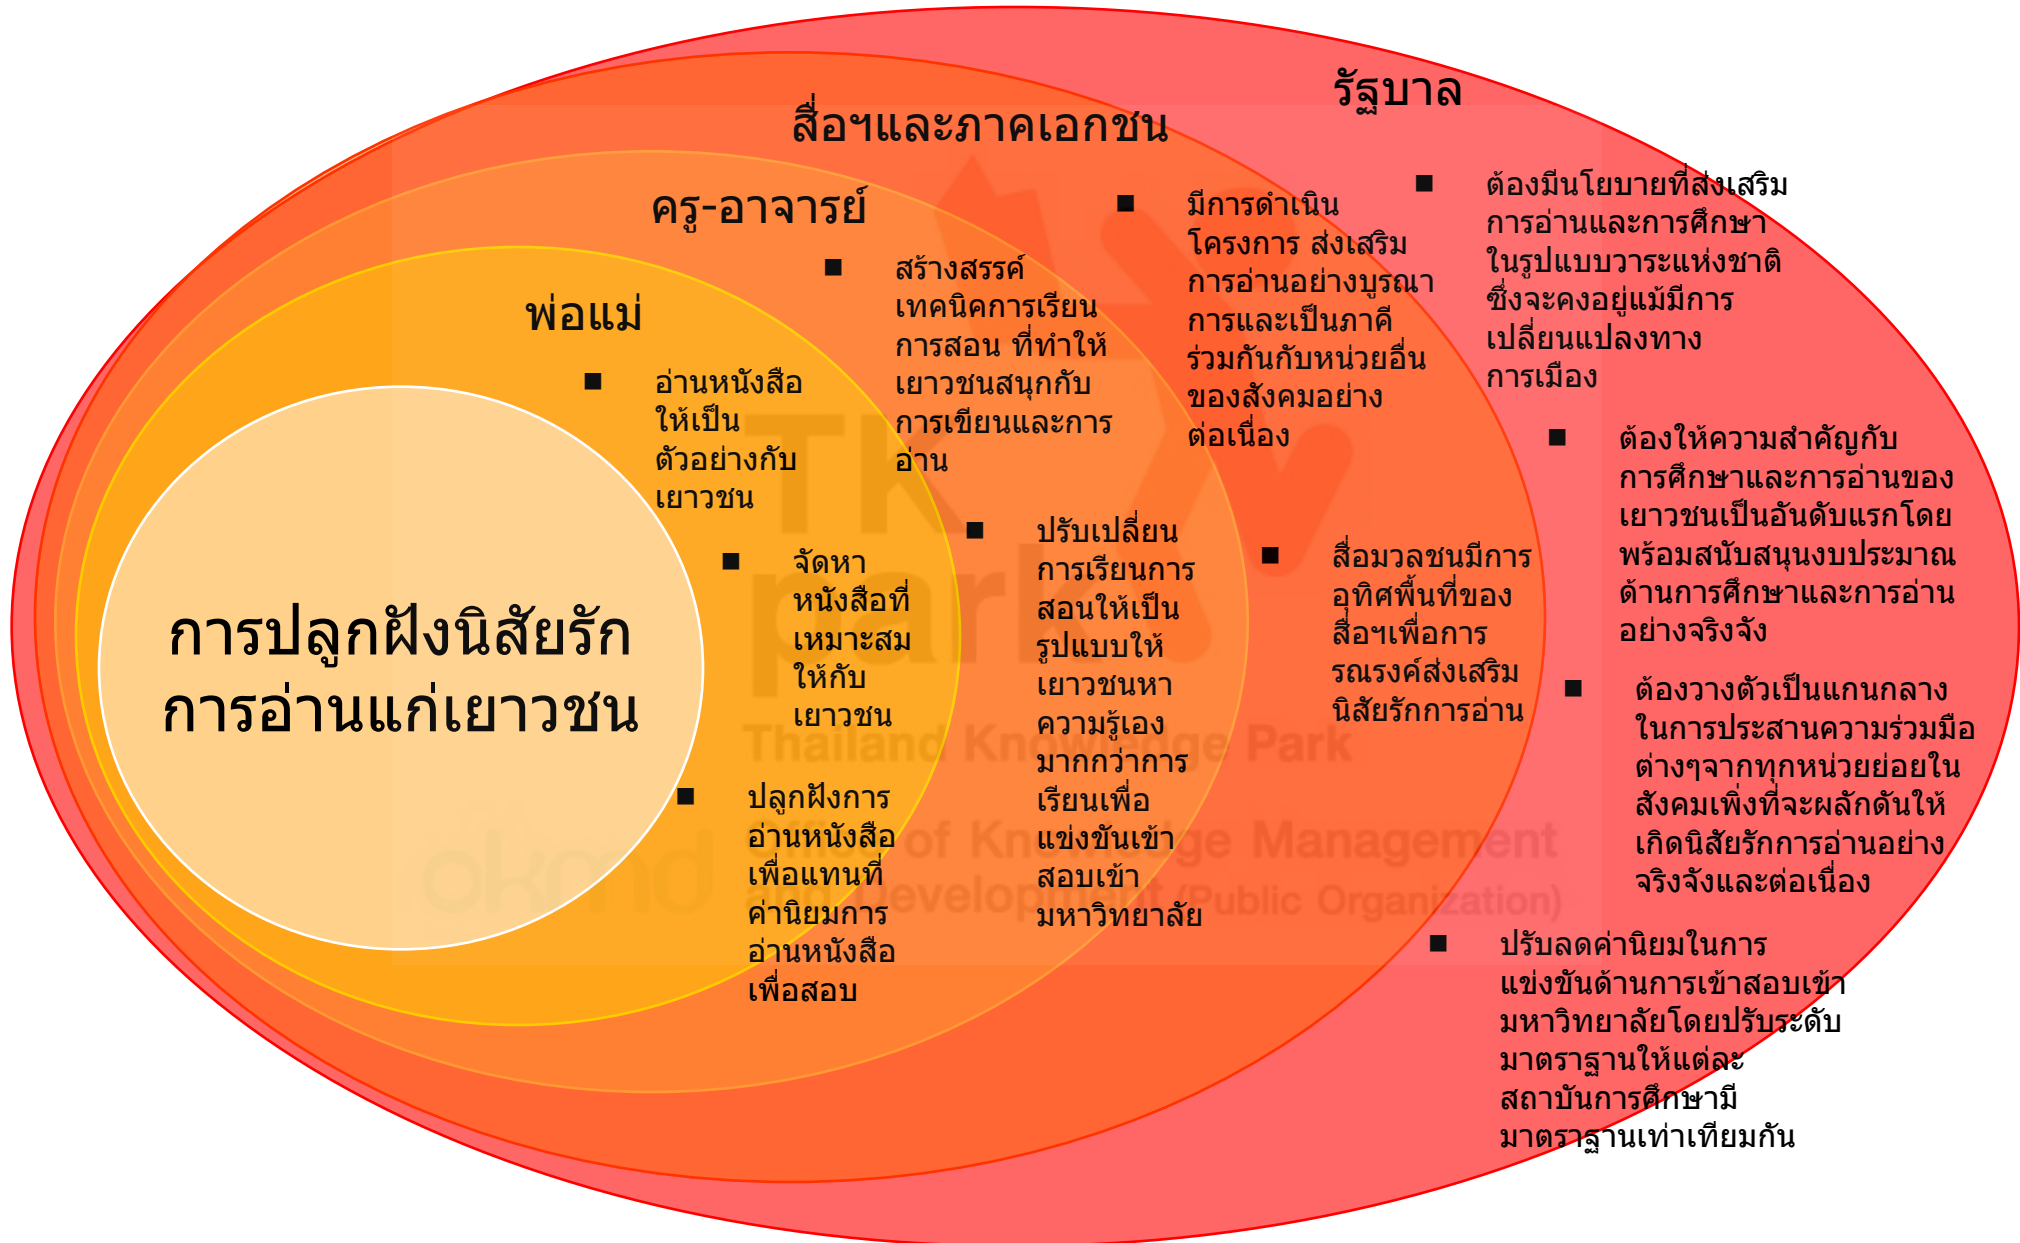 รัฐบาล
สื่อฯและภาคเอกชน
ครู-อาจารย์
พ่อแม่
การปลูกฝังนิสัยรัก
การอ่านแก่เยาวชน
■ อ่านหนังสือ
ให้เป็น
ตัวอย่างกับ
เยาวชน
■ จัดหา
หนังสือที่
เหมาะสม
ให้กับ
เยาวชน
■ ปลูกฝังการ
อ่านหนังสือ
เพื่อแทนที่
ค่านิยมการ
อ่านหนังสือ
เพื่อสอบ
■ สร้างสรรค์
เทคนิคการเรียน
การสอน ที่ทำให้
เยาวชนสนุกกับ
การเขียนและการ
อ่าน
■ ปรับเปลี่ยน
การเรียนการ
สอนให้เป็น
รูปแบบให้
เยาวชนหา
ความรู้เอง
มากกว่าการ
เรียนเพื่อ
แข่งขันเข้า
สอบเข้า
มหาวิทยาลัย
■ มีการดำเนิน
โครงการ ส่งเสริม
การอ่านอย่างบูรณา
การและเป็นภาคี
ร่วมกันกับหน่วยอื่น
ของสังคมอย่าง
ต่อเนื่อง
■ สื่อมวลชนมีการ
อุทิศพื้นที่ของ
สื่อฯเพื่อการ
รณรงค์ส่งเสริม
นิสัยรักการอ่าน
■ ต้องมีนโยบายที่ส่งเสริม
การอ่านและการศึกษา
ในรูปแบบวาระแห่งชาติ
ซึ่งจะคงอยู่แม้มีการ
เปลี่ยนแปลงทาง
การเมือง
■ ต้องให้ความสำคัญกับ
การศึกษาและการอ่านของ
เยาวชนเป็นอันดับแรกโดย
พร้อมสนับสนุนงบประมาณ
ด้านการศึกษาและการอ่าน
อย่างจริงจัง
■ ต้องวางตัวเป็นแกนกลาง
ในการประสานความร่วมมือ
ต่างๆจากทุกหน่วยย่อยใน
สังคมเพิ่งที่จะผลักดันให้
เกิดนิสัยรักการอ่านอย่าง
จริงจังและต่อเนื่อง
■ ปรับลดค่านิยมในการ
แข่งขันด้านการเข้าสอบเข้า
มหาวิทยาลัยโดยปรับระดับ
มาตราฐานให้แต่ละ
สถาบันการศึกษามี
มาตราฐานเท่าเทียมกัน
TK
park
Thailand Knowledge Park
okmd
Office of Knowledge Management
and Development (Public Organization)